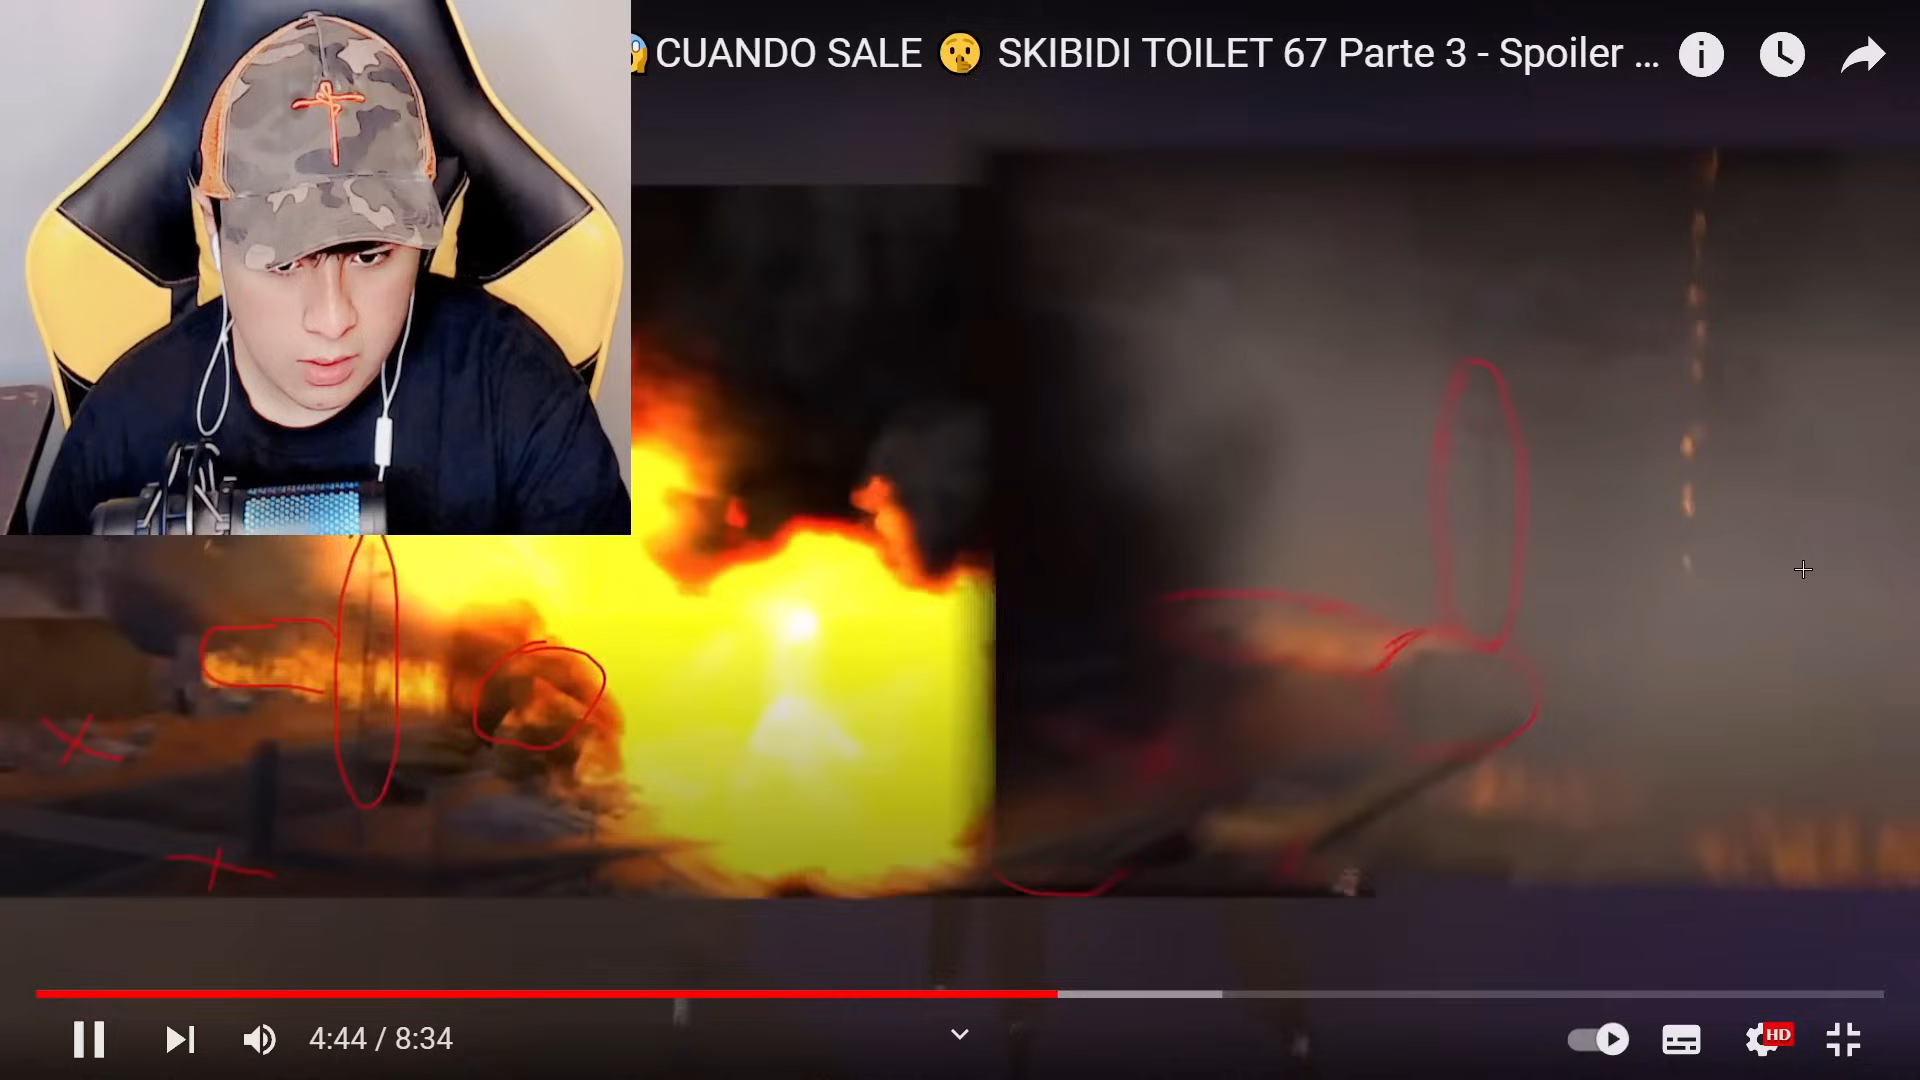 😱CUANDO SALE 🤫 SKIBIDI TOILET 67 Parte 3 - Spoiler ...
4:44 / 8:34
HD